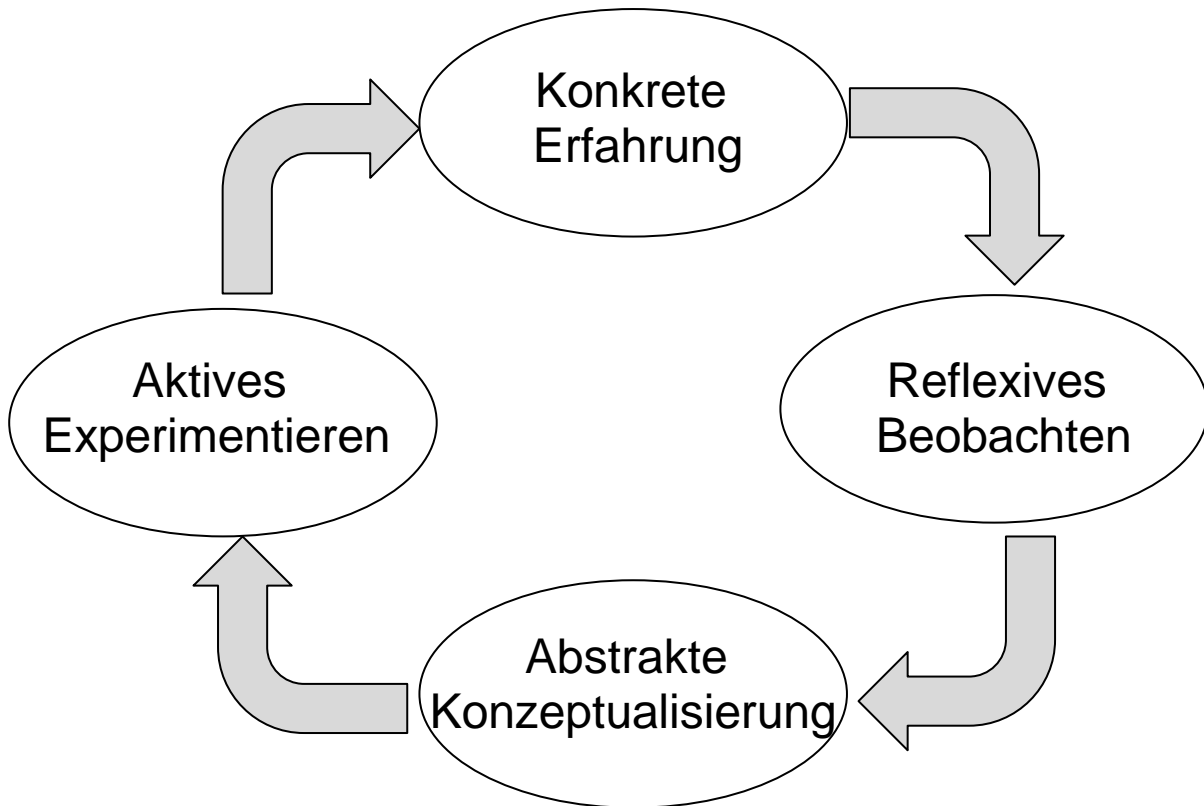 Konkrete
Erfahrung
Reflexives
Beobachten
Abstrakte
Konzeptualisierung
Aktives
Experimentieren